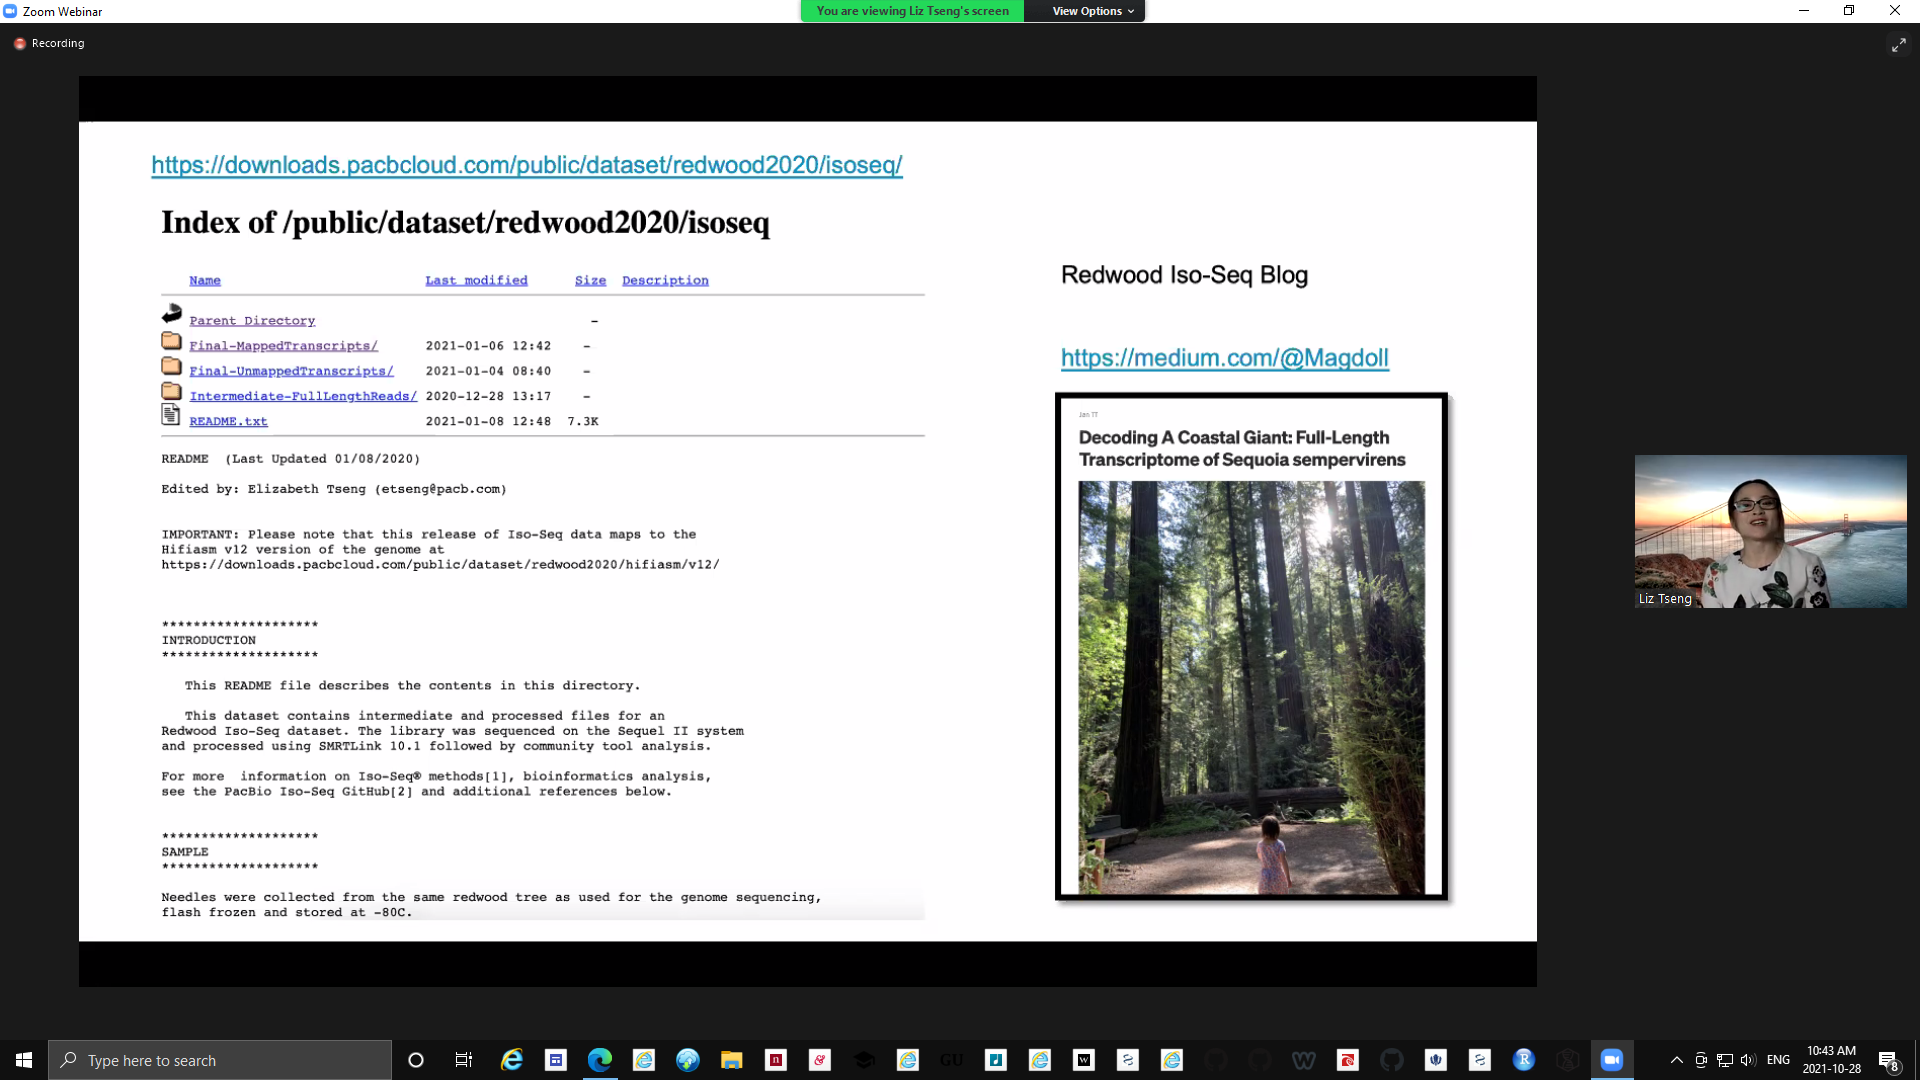 Zoom Webinar
You are viewing Liz Tseng's screen
View Options
Recording
https://downloads.pacbcloud.com/public/dataset/redwood2020/isoseq/
Index of /public/dataset/redwood2020/isoseq
Name Last modified Size Description
Parent Directory -
Final-MappedTranscripts/ 2021-01-06 12:42 -
Final-UnmappedTranscripts/ 2021-01-04 08:40 -
Intermediate-FullLengthReads/ 2020-12-28 13:17 -
README.txt 2021-01-08 12:48 7.3K
README (Last Updated 01/08/2020)
Edited by: Elizabeth Tseng (etseng@pacb.com)
IMPORTANT: Please note that this release of Iso-Seq data maps to the
Hifiasm v12 version of the genome at
https://downloads.pacbcloud.com/public/dataset/redwood2020/hifiasm/v12/
********************
INTRODUCTION
********************
This README file describes the contents in this directory.
This dataset contains intermediate and processed files for an
Redwood Iso-Seq dataset. The library was sequenced on the Sequel II system
and processed using SMRTLink 10.1 followed by community tool analysis.
For more information on Iso-Seq® methods[1], bioinformatics analysis,
see the PacBio Iso-Seq GitHub[2] and additional references below.
********************
SAMPLE
********************
Needles were collected from the same redwood tree as used for the genome sequencing,
flash frozen and stored at -80C.
Redwood Iso-Seq Blog
https://medium.com/@Magdoll
Decoding A Coastal Giant: Full-Length
Transcriptome of Sequoia sempervirens
Liz Tseng
Type here to search
GU
ENG
10:43 AM
2021-10-28
8